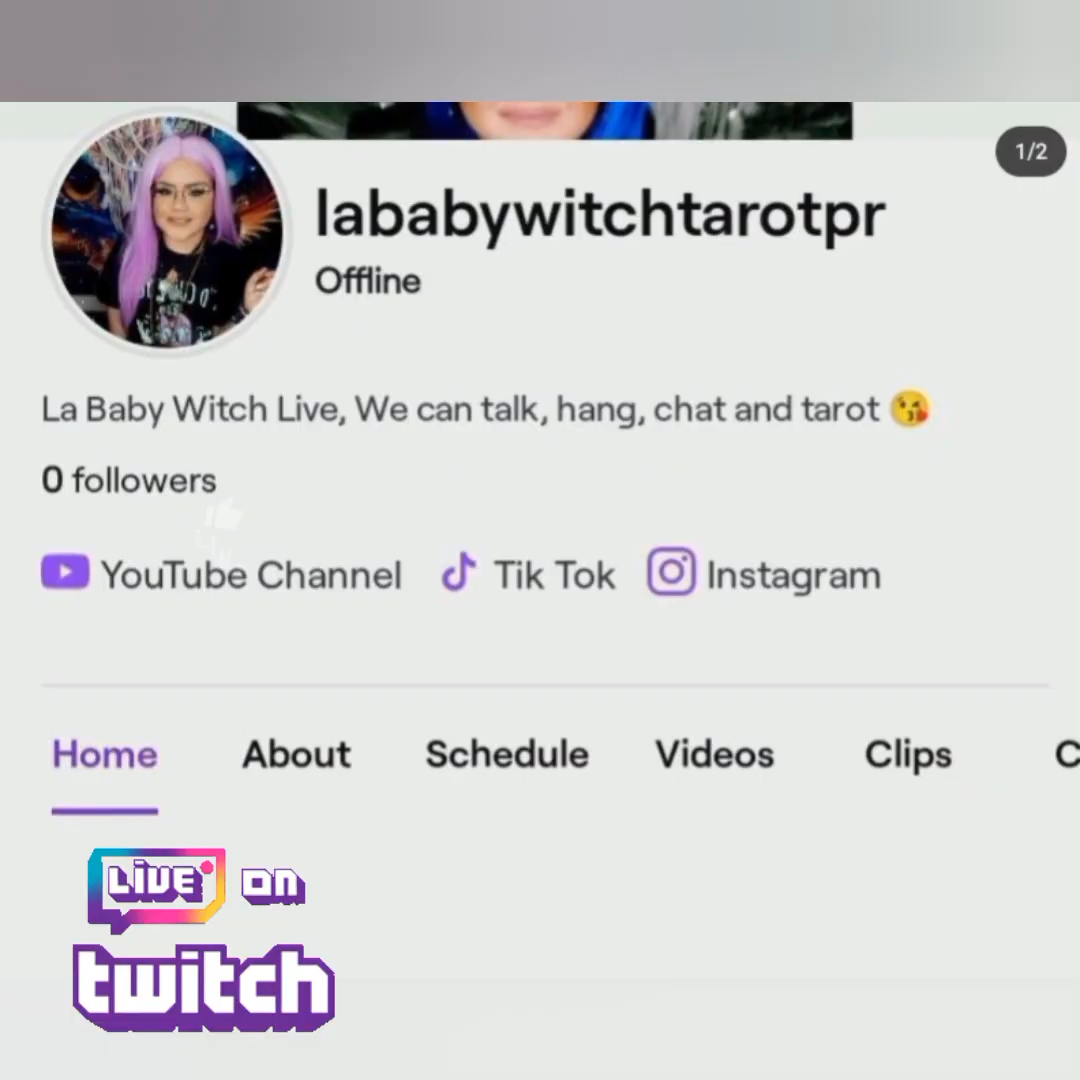 1/2
lababywitchtarotpr
Offline
La Baby Witch Live, We can talk, hang, chat and tarot 😘
0 followers
YouTube Channel Tik Tok Instagram
Home About Schedule Videos Clips C
LIVE on
twitch